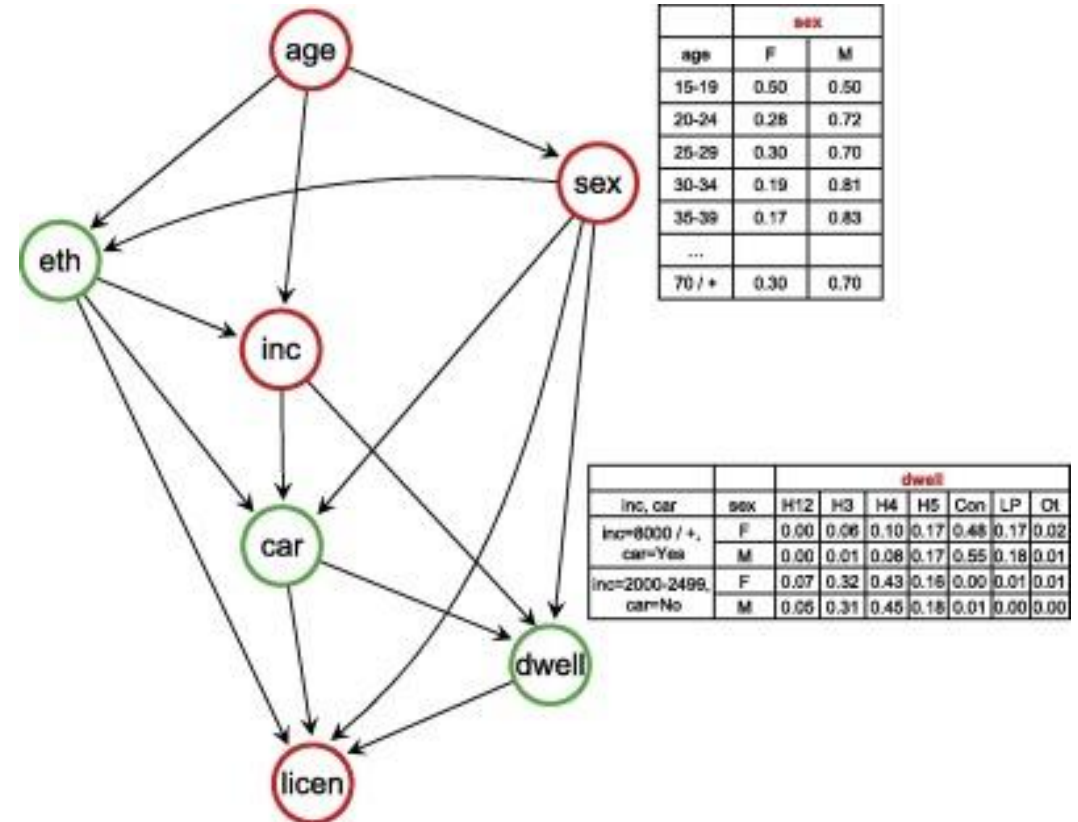 age
sex
eth
inc
car
dwell
licen
sex
age F M
15-19 0.50 0.50
20-24 0.28 0.72
25-29 0.30 0.70
30-34 0.19 0.81
35-39 0.17 0.83
...
70 / + 0.30 0.70
dwell
inc, car sex H12 H3 H4 H5 Con LP Ot
inc=8000 / +, F 0.00 0.06 0.10 0.17 0.48 0.17 0.02
car=Yes M 0.00 0.01 0.08 0.17 0.55 0.18 0.01
inc=2000-2499, F 0.07 0.32 0.43 0.16 0.00 0.01 0.01
car=No M 0.05 0.31 0.45 0.18 0.01 0.00 0.00